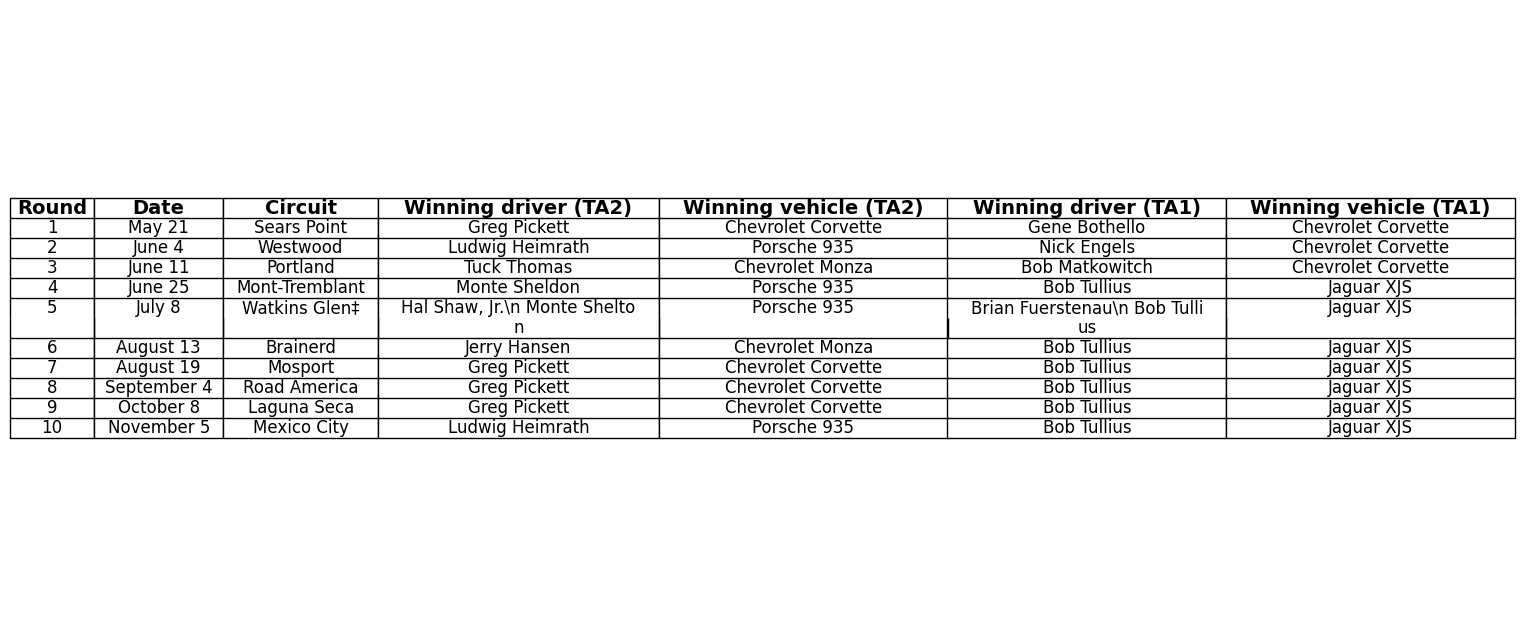 Round Date Circuit Winning driver (TA2) Winning vehicle (TA2) Winning driver (TA1) Winning vehicle (TA1)
1 May 21 Sears Point Greg Pickett Chevrolet Corvette Gene Bothello Chevrolet Corvette
2 June 4 Westwood Ludwig Heimrath Porsche 935 Nick Engels Chevrolet Corvette
3 June 11 Portland Tuck Thomas Chevrolet Monza Bob Matkowitch Chevrolet Corvette
4 June 25 Mont-Tremblant Monte Sheldon Porsche 935 Bob Tullius Jaguar XJS
5 July 8 Watkins Glen‡ Hal Shaw, Jr.\n Monte Shelto Porsche 935 Brian Fuerstenau\n Bob Tulli Jaguar XJS
n us
6 August 13 Brainerd Jerry Hansen Chevrolet Monza Bob Tullius Jaguar XJS
7 August 19 Mosport Greg Pickett Chevrolet Corvette Bob Tullius Jaguar XJS
8 September 4 Road America Greg Pickett Chevrolet Corvette Bob Tullius Jaguar XJS
9 October 8 Laguna Seca Greg Pickett Chevrolet Corvette Bob Tullius Jaguar XJS
10 November 5 Mexico City Ludwig Heimrath Porsche 935 Bob Tullius Jaguar XJS